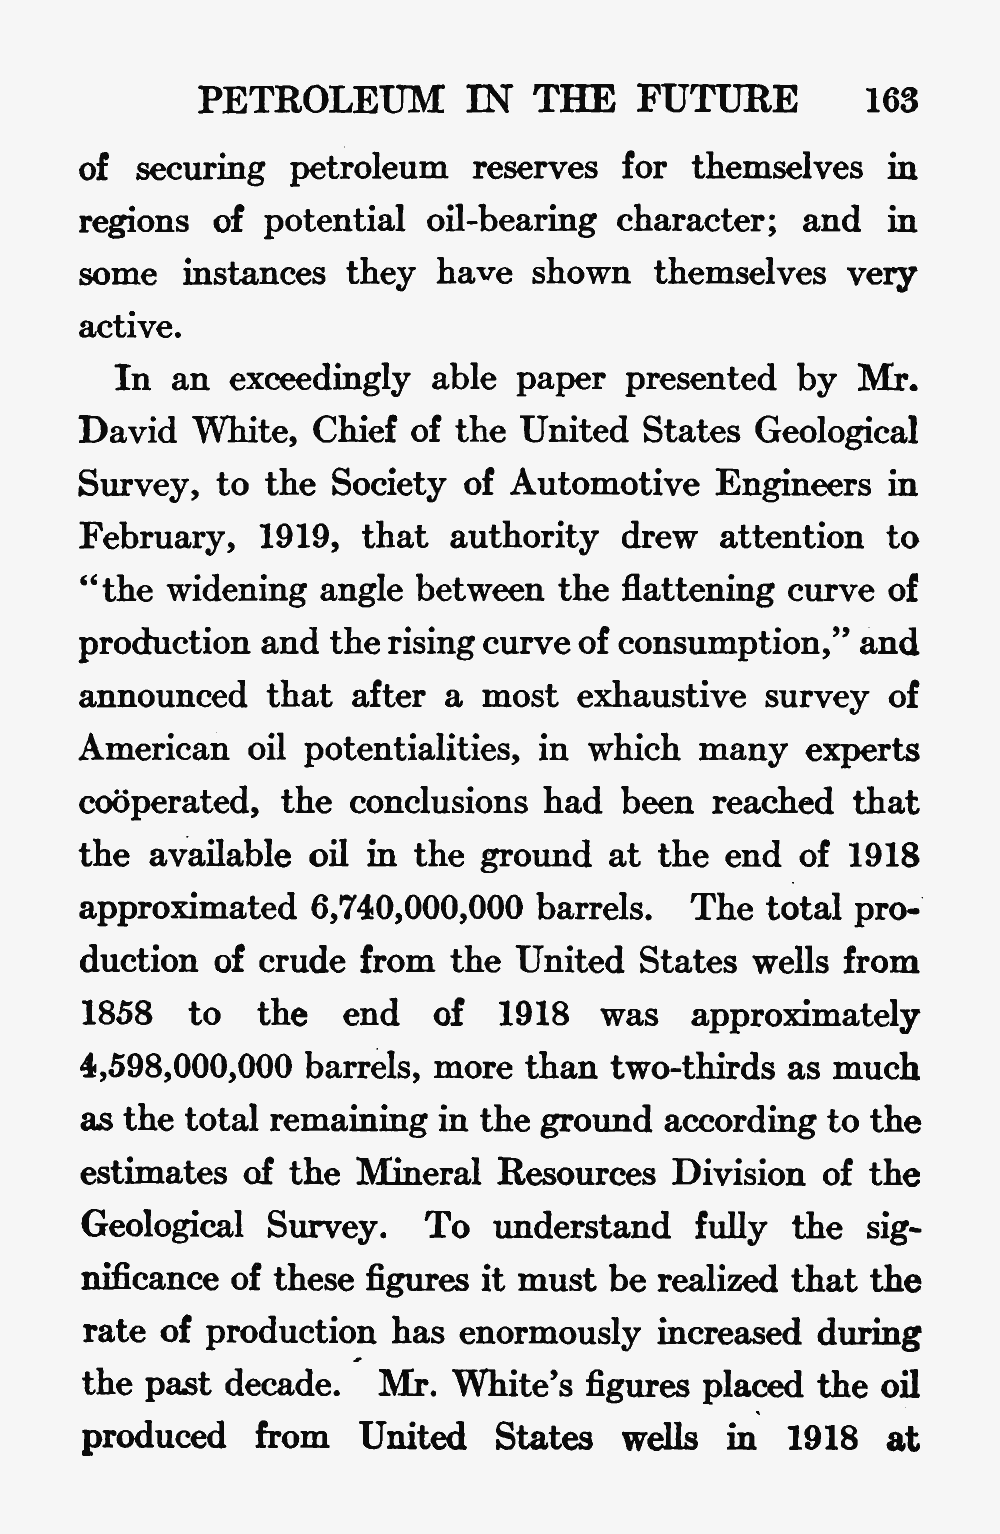 PETROLEUM IN THE FUTURE 163
of securing petroleum reserves for themselves in
regions of potential oil-bearing character; and in
some instances they have shown themselves very
active.
In an exceedingly able paper presented by Mr.
David White, Chief of the United States Geological
Survey, to the Society of Automotive Engineers in
February, 1919, that authority drew attention to
“the widening angle between the flattening curve of
production and the rising curve of consumption,” and
announced that after a most exhaustive survey of
American oil potentialities, in which many experts
coöperated, the conclusions had been reached that
the available oil in the ground at the end of 1918
approximated 6,740,000,000 barrels. The total pro-
duction of crude from the United States wells from
1858 to the end of 1918 was approximately
4,598,000,000 barrels, more than two-thirds as much
as the total remaining in the ground according to the
estimates of the Mineral Resources Division of the
Geological Survey. To understand fully the sig-
nificance of these figures it must be realized that the
rate of production has enormously increased during
the past decade. Mr. White’s figures placed the oil
produced from United States wells in 1918 at